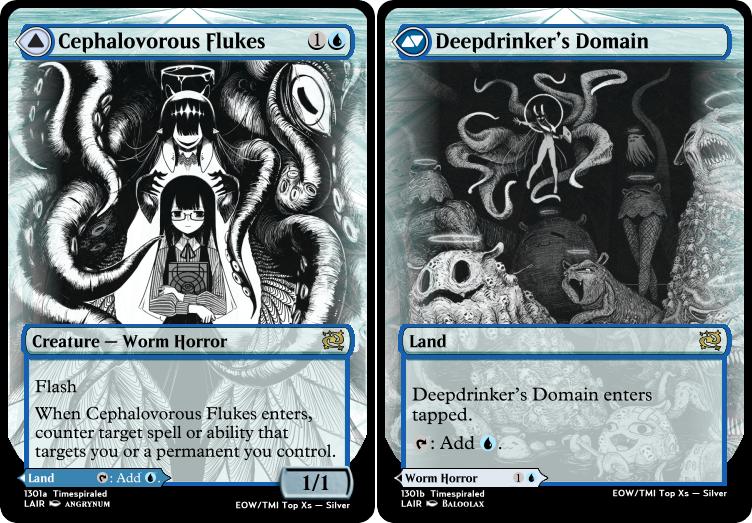 Cephalovorous Flukes 1
Creature — Worm Horror
Flash
When Cephalovorous Flukes enters,
counter target spell or ability that
targets you or a permanent you control.
Land : Add .
1/1
1301a Timespiraled
LAIR ANGRYNUM
EOW/TMI Top Xs — Silver
Deepdrinker's Domain
Land
Deepdrinker's Domain enters
tapped.
: Add .
Worm Horror 1
1301b Timespiraled
LAIR BALOOLAX
EOW/TMI Top Xs — Silver